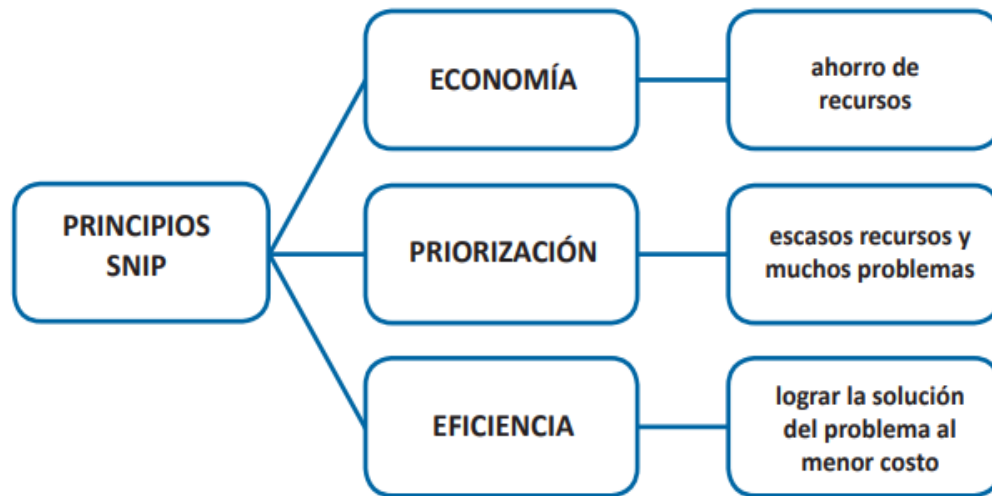 PRINCIPIOS
SNIP
ECONOMÍA
ahorro de
recursos
PRIORIZACIÓN
escasos recursos y
muchos problemas
EFICIENCIA
lograr la solución
del problema al
menor costo